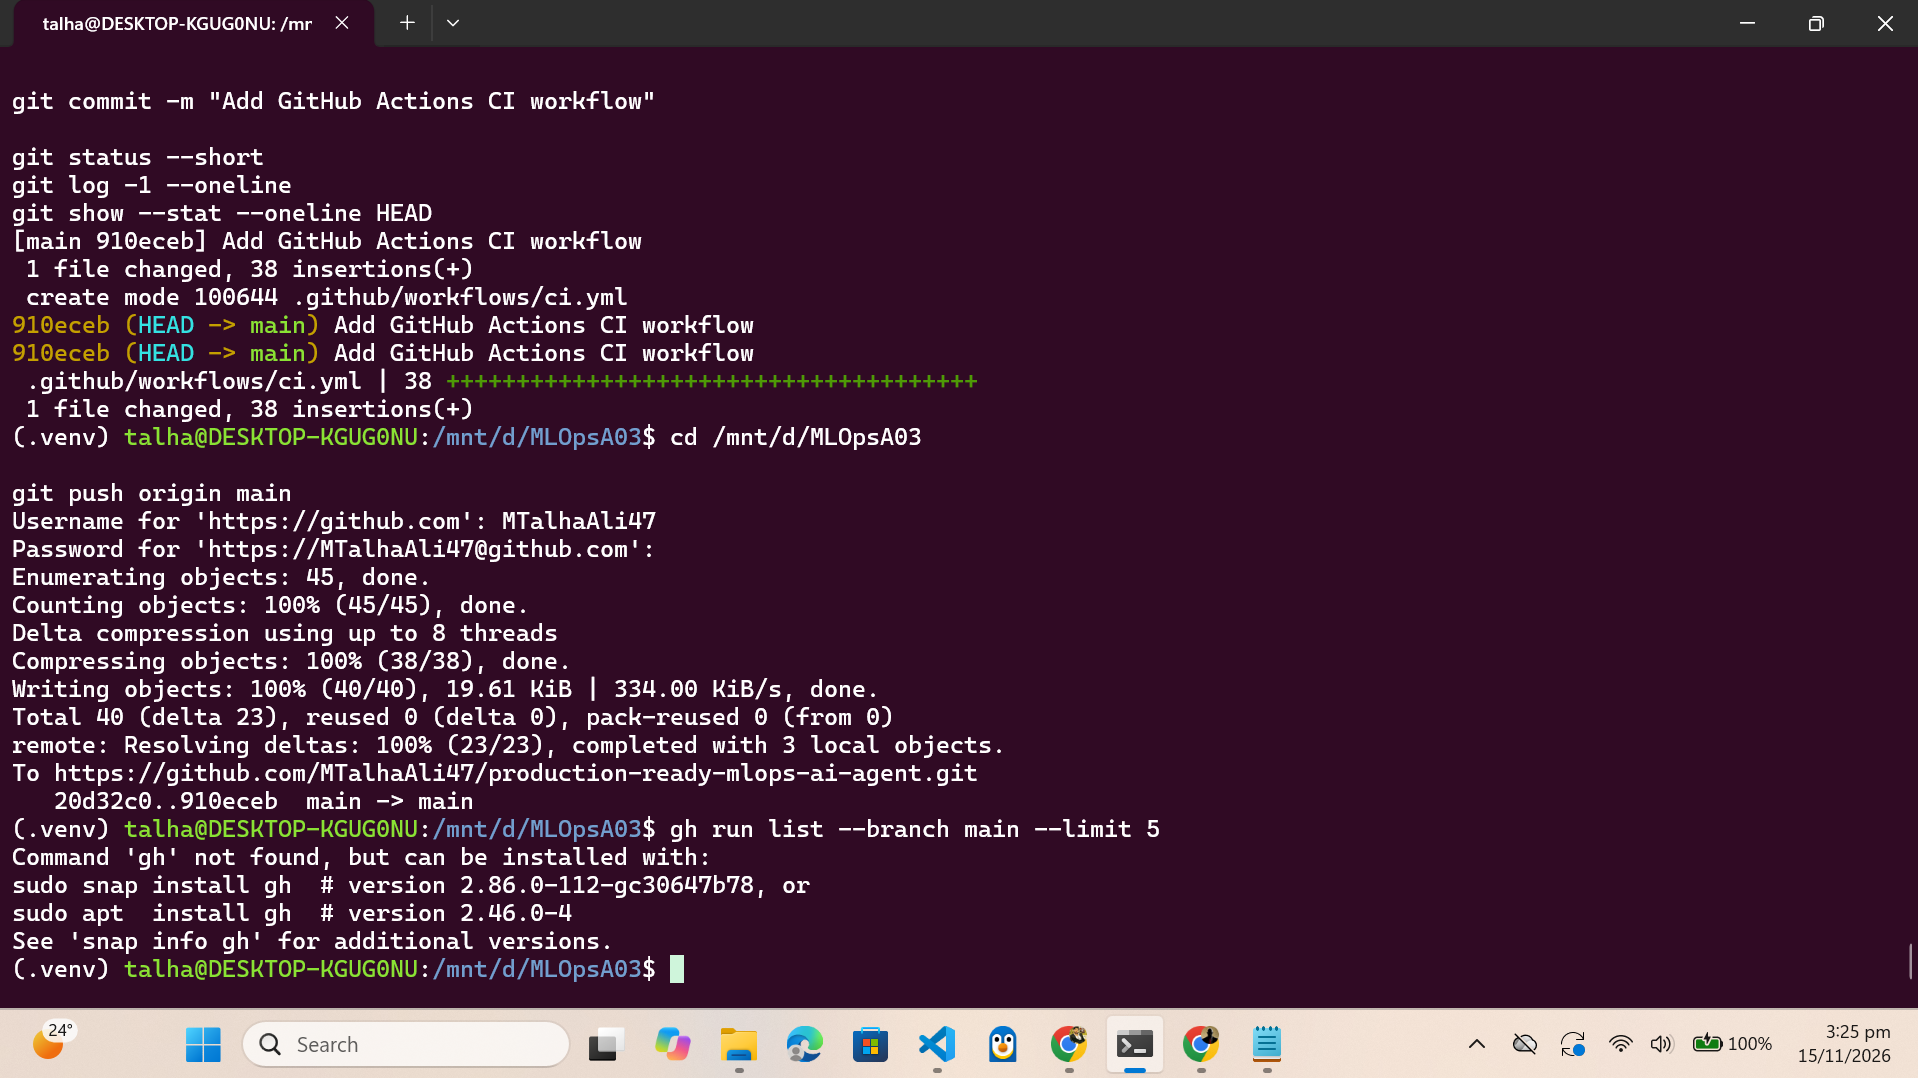 talha@DESKTOP-KGUG0NU: /mr
git commit -m "Add GitHub Actions CI workflow"
git status --short
git log -1 --oneline
git show --stat --oneline HEAD
[main 910eceb] Add GitHub Actions CI workflow
 1 file changed, 38 insertions(+)
 create mode 100644 .github/workflows/ci.yml
910eceb (HEAD -> main) Add GitHub Actions CI workflow
910eceb (HEAD -> main) Add GitHub Actions CI workflow
 .github/workflows/ci.yml | 38 ++++++++++++++++++++++++++++++++++++++
 1 file changed, 38 insertions(+)
(.venv) talha@DESKTOP-KGUG0NU:/mnt/d/MLOpsA03$ cd /mnt/d/MLOpsA03
git push origin main
Username for 'https://github.com': MTalhaAli47
Password for 'https://MTalhaAli47@github.com':
Enumerating objects: 45, done.
Counting objects: 100% (45/45), done.
Delta compression using up to 8 threads
Compressing objects: 100% (38/38), done.
Writing objects: 100% (40/40), 19.61 KiB | 334.00 KiB/s, done.
Total 40 (delta 23), reused 0 (delta 0), pack-reused 0 (from 0)
remote: Resolving deltas: 100% (23/23), completed with 3 local objects.
To https://github.com/MTalhaAli47/production-ready-mlops-ai-agent.git
   20d32c0..910eceb  main -> main
(.venv) talha@DESKTOP-KGUG0NU:/mnt/d/MLOpsA03$ gh run list --branch main --limit 5
Command 'gh' not found, but can be installed with:
sudo snap install gh  # version 2.86.0-112-gc30647b78, or
sudo apt  install gh  # version 2.46.0-4
See 'snap info gh' for additional versions.
(.venv) talha@DESKTOP-KGUG0NU:/mnt/d/MLOpsA03$
24°
Search
100%
3:25 pm
15/11/2026